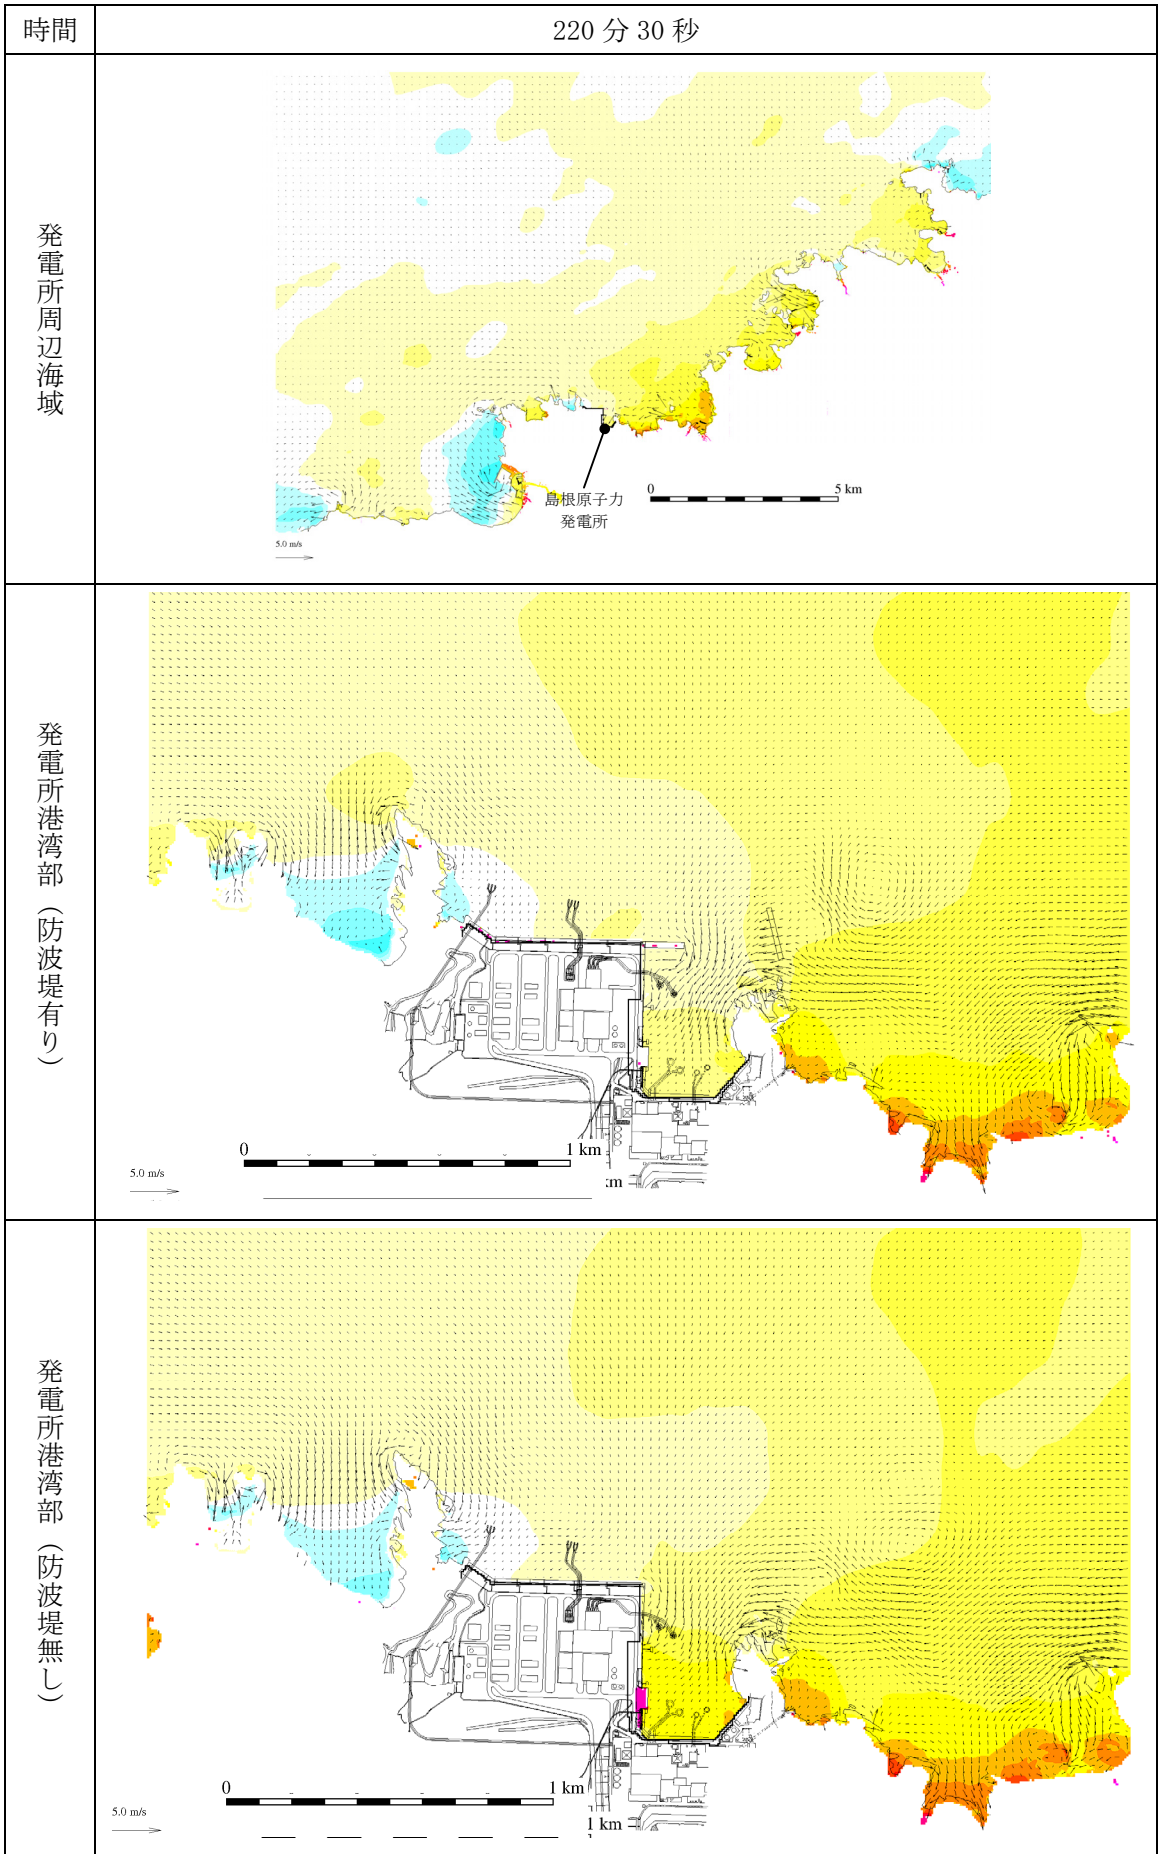 時間
220 分 30 秒
発電所周辺海域
島根原子力
発電所
0
5 km
5.0 m/s
発電所港湾部（防波堤有り）
0
1 km
:m
5.0 m/s
発電所港湾部（防波堤無し）
0
1 km
1 km
5.0 m/s